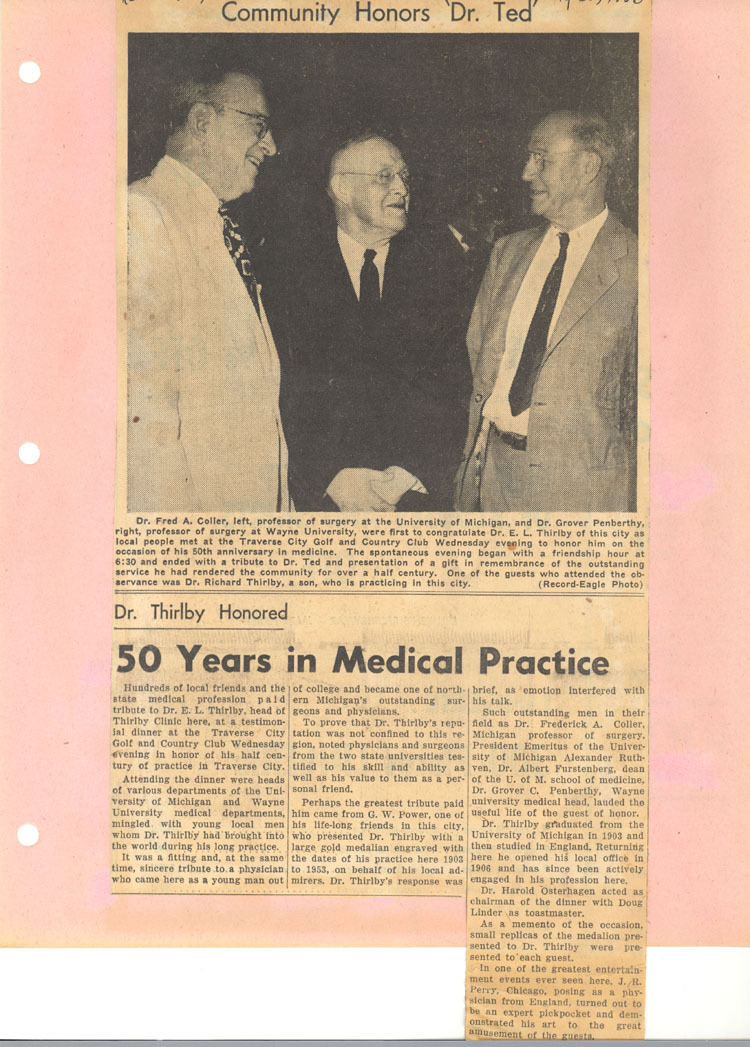 Community Honors 'Dr. Ted'
Dr. Fred A. Coller, left, professor of surgery at the University of Michigan, and Dr. Grover Penberthy,
right, professor of surgery at Wayne University, were first to congratulate Dr. E. L. Thirlby of this city as
local people met at the Traverse City Golf and Country Club Wednesday evening to honor him on the
occasion of his 50th anniversary in medicine. The spontaneous evening began with a friendship hour at
6:30 and ended with a tribute to Dr. Ted and presentation of a gift in remembrance of the outstanding
service he had rendered the community for over a half century. One of the guests who attended the ob-
servance was Dr. Richard Thirlby, a son, who is practicing in this city. (Record-Eagle Photo)
Dr. Thirlby Honored
50 Years in Medical Practice
Hundreds of local friends and the
state medical profession paid
tribute to Dr. E. L. Thirlby, head of
Thirlby Clinic here, at a testimon-
ial dinner at the Traverse City
Golf and Country Club Wednesday
evening in honor of his half cen-
tury of practice in Traverse City.
Attending the dinner were heads
of various departments of the Uni-
versity of Michigan and Wayne
University medical departments,
mingled with young local men
whom Dr. Thirlby had brought into
the world during his long practice.
It was a fitting and, at the same
time, sincere tribute to a physician
who came here as a young man out
of college and became one of north-
ern Michigan's outstanding sur-
geons and physicians.
To prove that Dr. Thirlby's repu-
tation was not confined to this re-
gion, noted physicians and surgeons
from the two state universities tes-
tified to his skill and ability as
well as his value to them as a per-
sonal friend.
Perhaps the greatest tribute paid
him came from G. W. Power, one of
his life-long friends in this city,
who presented Dr. Thirlby with a
large gold medalian engraved with
the dates of his practice here 1903
to 1956, on behalf of his local ad-
mirers. Dr. Thirlby's response was
brief, as emotion interfered with
his talk.
Such outstanding men in their
field as Dr. Frederick A. Coller,
Michigan professor of surgery,
President Emeritus of the Univer-
sity of Michigan Alexander Ruth-
ven, Dr. Albert Furstenberg, dean
of the U. of M. school of medicine,
Dr. Grover C. Penberthy, Wayne
university medical head, lauded the
useful life of the guest of honor.
Dr. Thirlby graduated from the
University of Michigan in 1903 and
then studied in England. Returning
here he opened his local office in
1906 and has since been actively
engaged in his profession here.
Dr. Harold Osterhagen acted as
chairman of the dinner with Doug
Linder as toastmaster.
As a memento of the occasion,
small replicas of the medalion pre-
sented to Dr. Thirlby were pre-
sented to each guest.
In one of the greatest entertain-
ment events ever seen here, J. R.
Perry, Chicago, posing as a phy-
sician from England, turned out to
be an expert pickpocket and dem-
onstrated his art to the great
amusement of the guests.